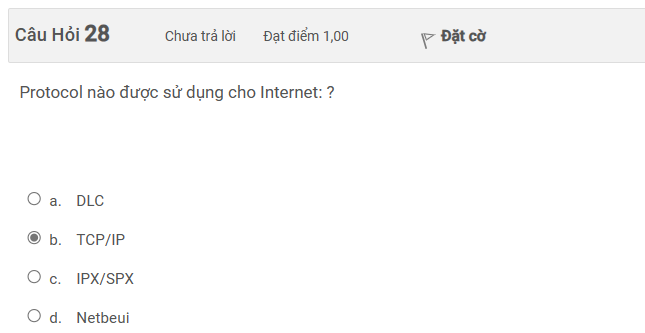 Câu Hỏi 28 Chưa trả lời Đạt điểm 1,00 Đặt cờ
Protocol nào được sử dụng cho Internet: ?
a. DLC
b. TCP/IP
c. IPX/SPX
d. Netbeui